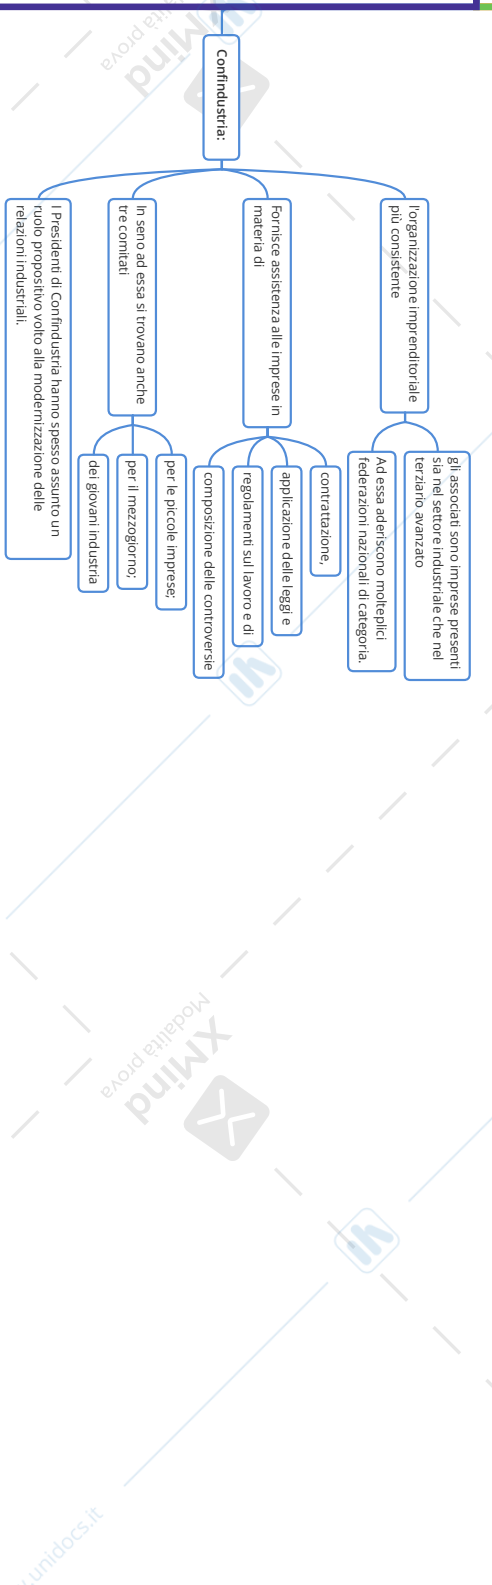 Confindustria:
l'organizzazione imprenditoriale
più consistente
gli associati sono imprese presenti
sia nel settore industriale che nel
terziario avanzato
Ad essa aderiscono molteplici
federazioni nazionali di categoria.
Fornisce assistenza alle imprese in
materia di
contrattazione,
applicazione delle leggi e
regolamenti sul lavoro e di
composizione delle controversie
In seno ad essa si trovano anche
tre comitati
per le piccole imprese;
per il mezzogiorno;
dei giovani industria
I Presidenti di Confindustria hanno spesso assunto un
ruolo propositivo volto alla modernizzazione delle
relazioni industriali.
XMind
Modalità prova
XMind
Modalità prova
unidocs.it